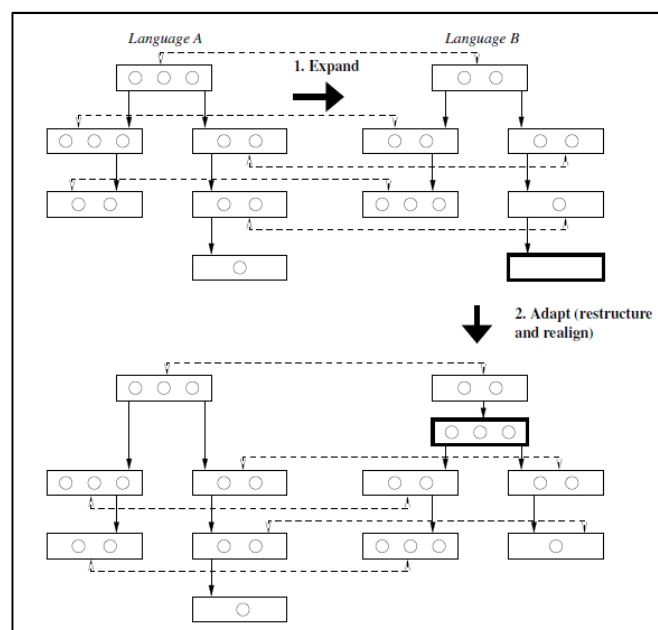 Language A
Language B
1. Expand
2. Adapt (restructure
and realign)